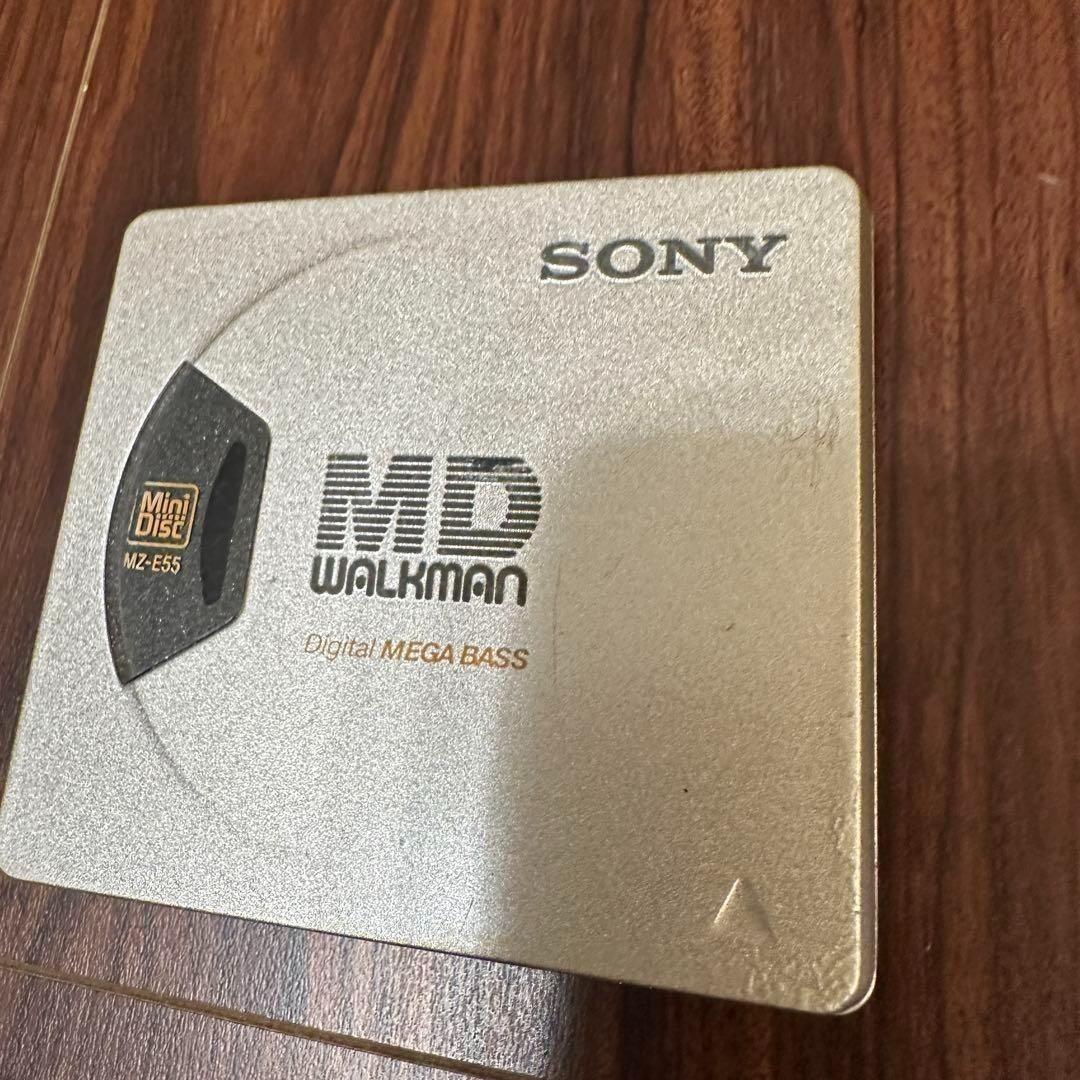 SONY
Mini
Disc
MZ-E55
MD
WALKMAN
Digital MEGA BASS